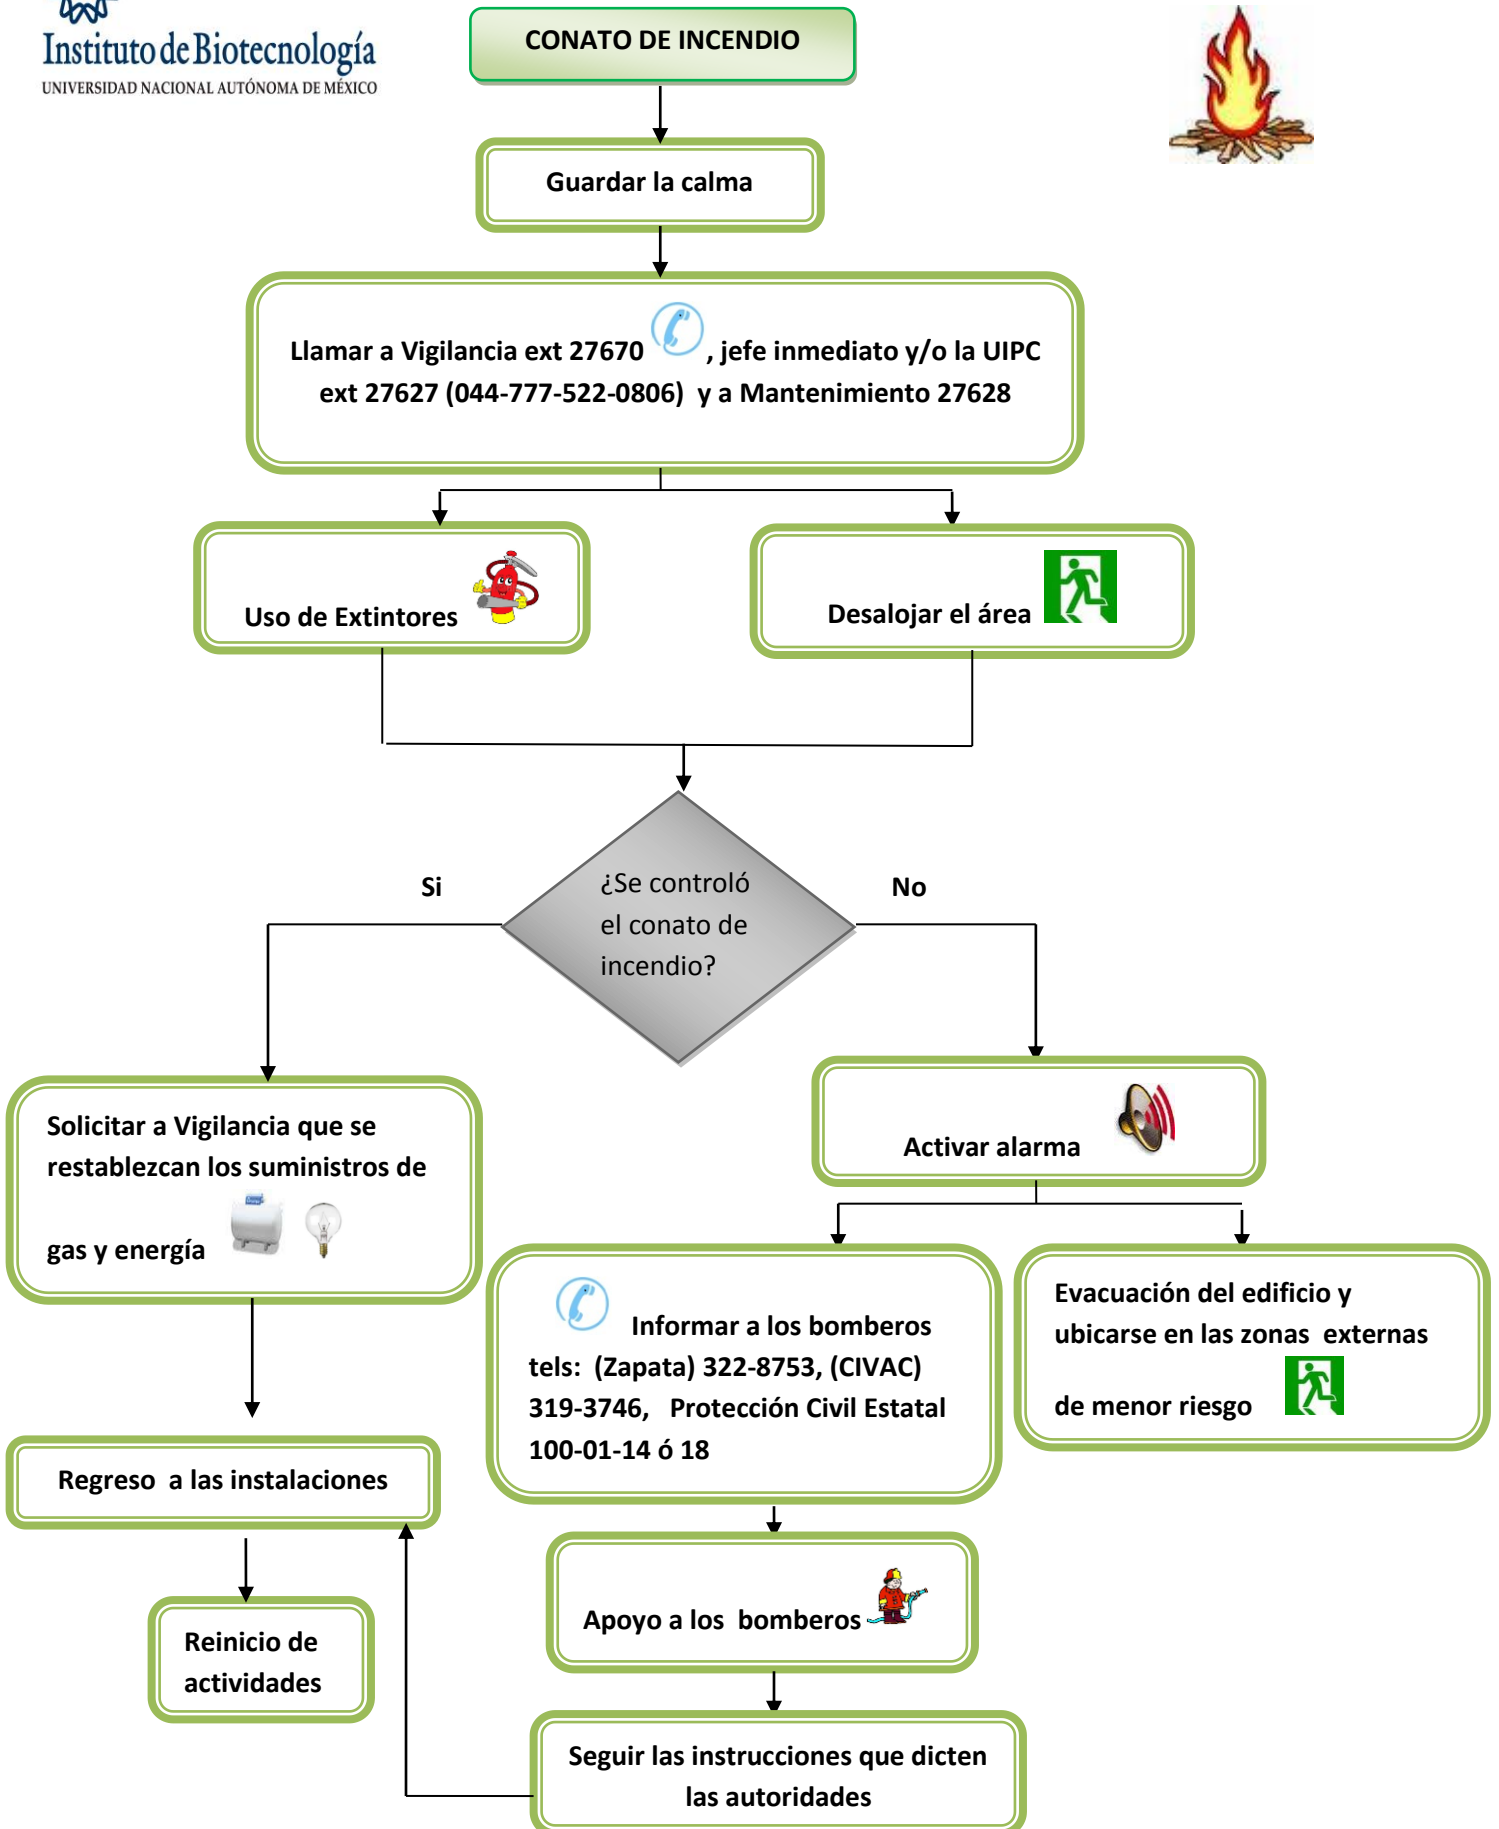 Instituto de Biotecnología
UNIVERSIDAD NACIONAL AUTÓNOMA DE MÉXICO
CONATO DE INCENDIO
Guardar la calma
Llamar a Vigilancia ext 27670 , jefe inmediato y/o la UIPC
ext 27627 (044-777-522-0806) y a Mantenimiento 27628
Uso de Extintores
Desalojar el área
¿Se controló
el conato de
incendio?
Si
No
Solicitar a Vigilancia que se
restablezcan los suministros de
gas y energía
Activar alarma
Informar a los bomberos
tels: (Zapata) 322-8753, (CIVAC)
319-3746, Protección Civil Estatal
100-01-14 ó 18
Evacuación del edificio y
ubicarse en las zonas externas
de menor riesgo
Regreso a las instalaciones
Apoyo a los bomberos
Reinicio de
actividades
Seguir las instrucciones que dicten
las autoridades